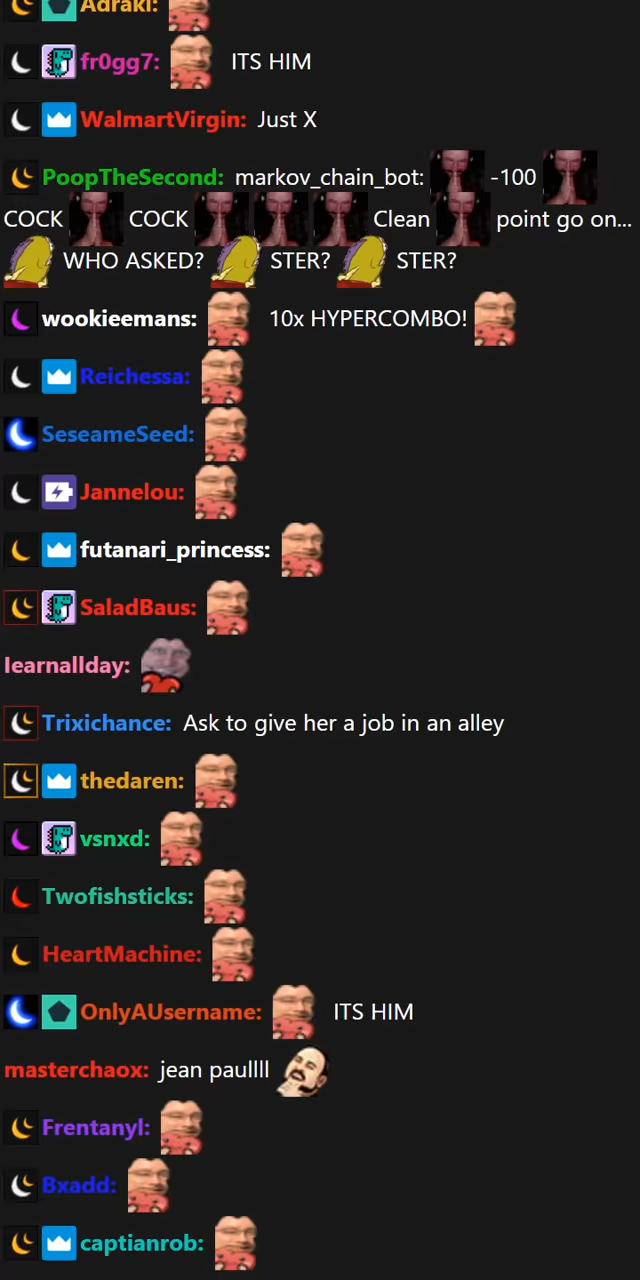 Adraki:
fr0gg7: ITS HIM
WalmartVirgin: Just X
PoopTheSecond: markov_chain_bot: -100
COCK COCK Clean point go on...
WHO ASKED? STER? STER?
wookieemans: 10x HYPERCOMBO!
Reichessa:
SeseameSeed:
Jannelou:
futanari_princess:
SaladBaus:
learnallday:
Trixichance: Ask to give her a job in an alley
thedaren:
vsnxd:
Twofishsticks:
HeartMachine:
OnlyAUsername: ITS HIM
masterchaox: jean paullll
Frentanyl:
Bxadd:
captianrob: